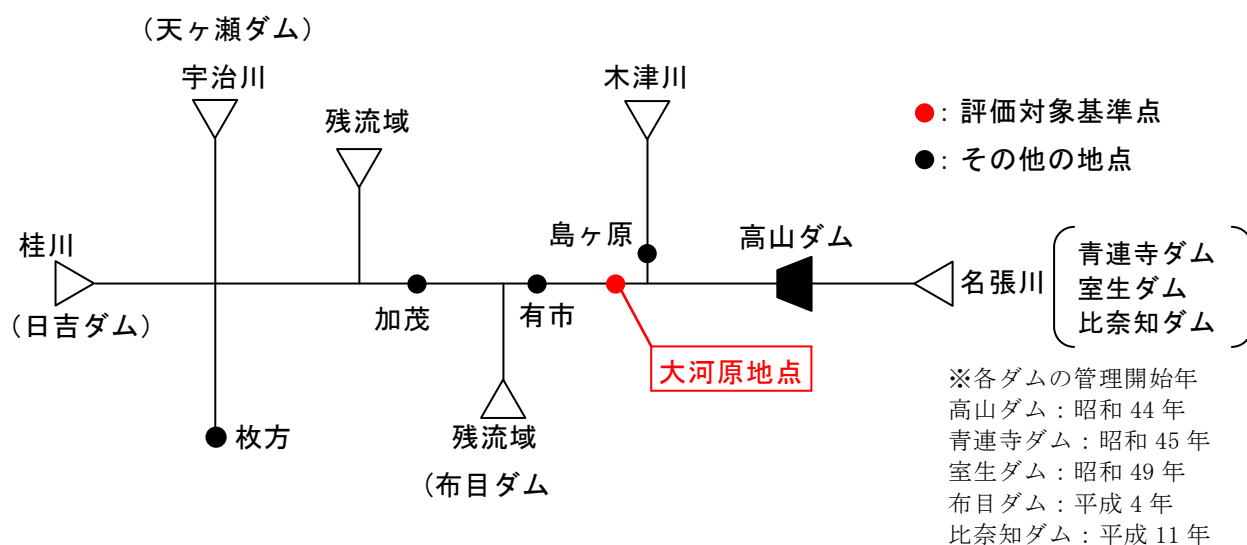 (天ヶ瀬ダム)
宇治川
残流域
木津川
●: 評価対象基準点
●: その他の地点
桂川
(日吉ダム)
加茂
有市
島ヶ原
高山ダム
名張川
青連寺ダム
室生ダム
比奈知ダム
大河原地点
枚方
残流域
(布目ダム
※各ダムの管理開始年
高山ダム：昭和 44 年
青連寺ダム：昭和 45 年
室生ダム：昭和 49 年
布目ダム：平成 4 年
比奈知ダム：平成 11 年